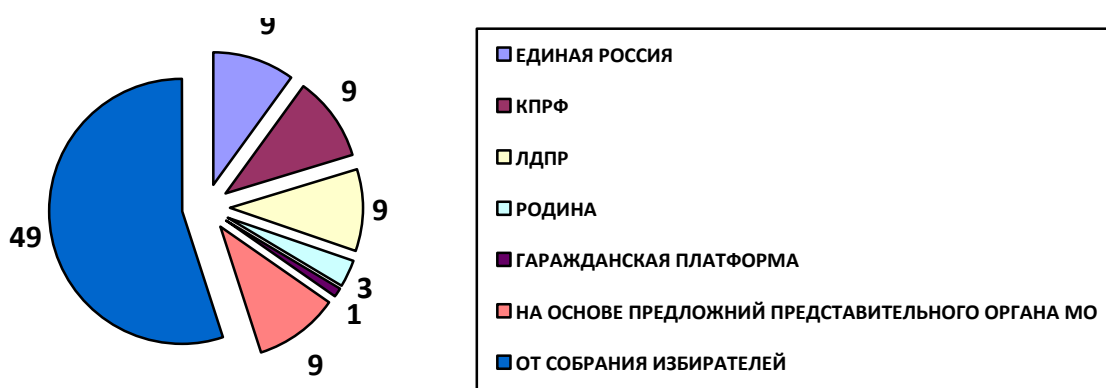 9
9
9
3
1
9
49
ЕДИНАЯ РОССИЯ
КПРФ
ЛДПР
РОДИНА
ГАРАЖДАНСКАЯ ПЛАТФОРМА
НА ОСНОВЕ ПРЕДЛОЖНИЙ ПРЕДСТАВИТЕЛЬНОГО ОРГАНА МО
ОТ СОБРАНИЯ ИЗБИРАТЕЛЕЙ